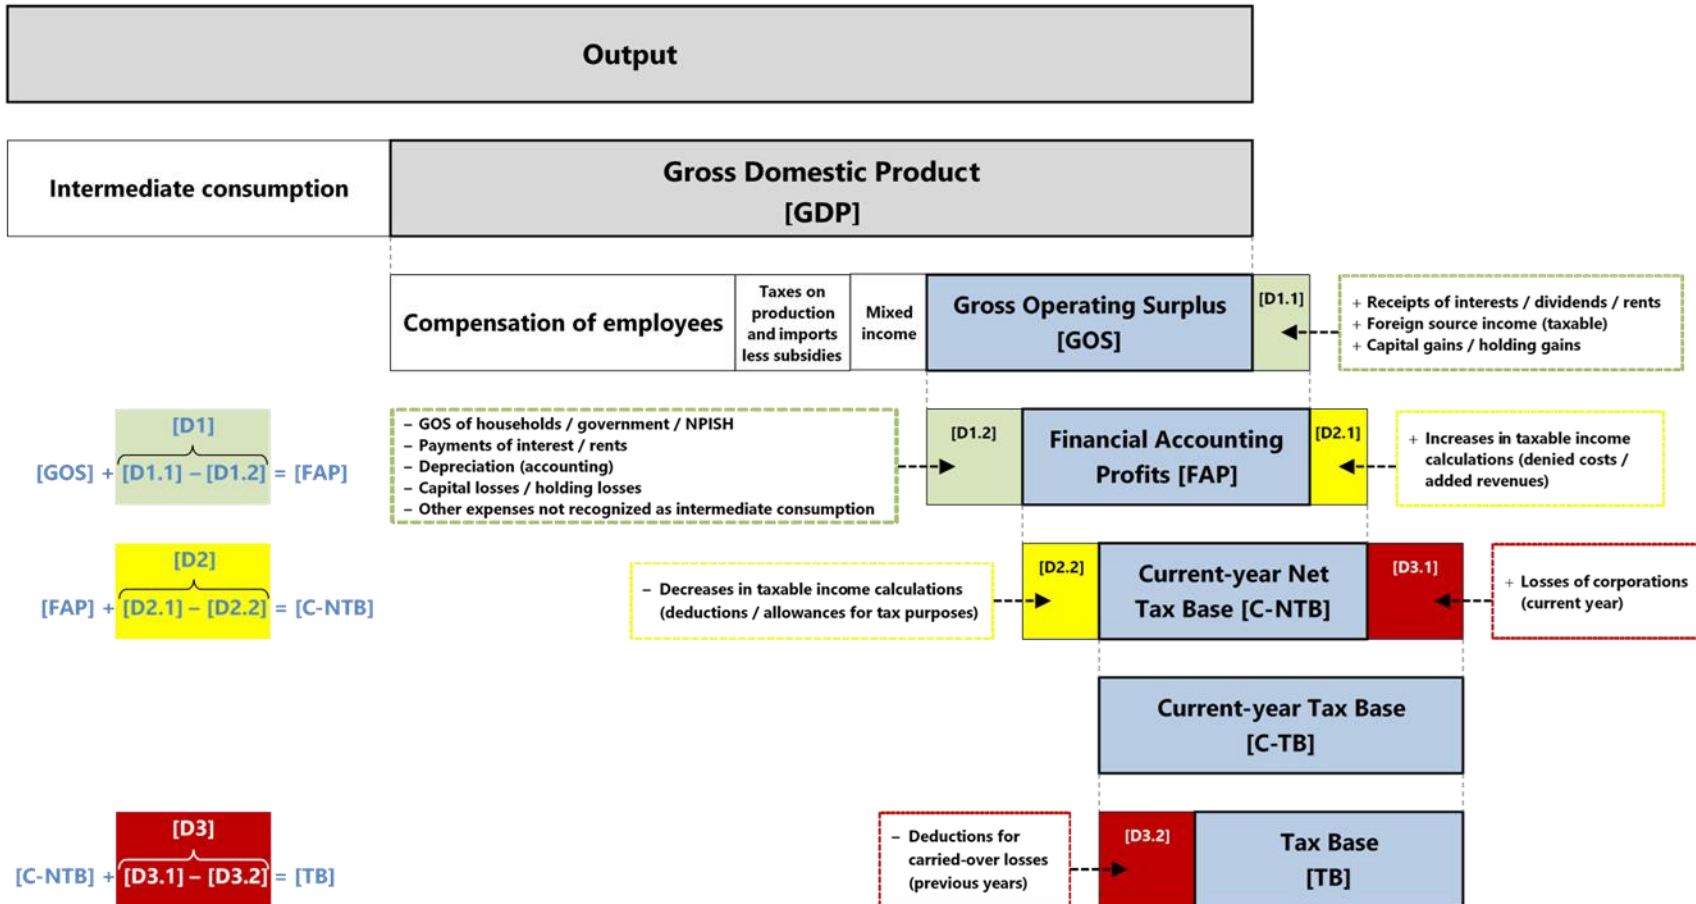 Output
Intermediate consumption
Gross Domestic Product
[GDP]
Compensation of employees
Taxes on
production
and imports
less subsidies
Mixed
income
Gross Operating Surplus
[GOS]
[D1.1]
+ Receipts of interests / dividends / rents
+ Foreign source income (taxable)
+ Capital gains / holding gains
[D1]
[GOS] + [D1.1] – [D1.2] = [FAP]
– GOS of households / government / NPISH
– Payments of interest / rents
– Depreciation (accounting)
– Capital losses / holding losses
– Other expenses not recognized as intermediate consumption
[D1.2]
Financial Accounting
Profits [FAP]
[D2.1]
+ Increases in taxable income
calculations (denied costs /
added revenues)
[D2]
[FAP] + [D2.1] – [D2.2] = [C-NTB]
– Decreases in taxable income calculations
(deductions / allowances for tax purposes)
[D2.2]
Current-year Net
Tax Base [C-NTB]
[D3.1]
+ Losses of corporations
(current year)
Current-year Tax Base
[C-TB]
[D3]
[C-NTB] + [D3.1] – [D3.2] = [TB]
– Deductions for
carried-over losses
(previous years)
[D3.2]
Tax Base
[TB]